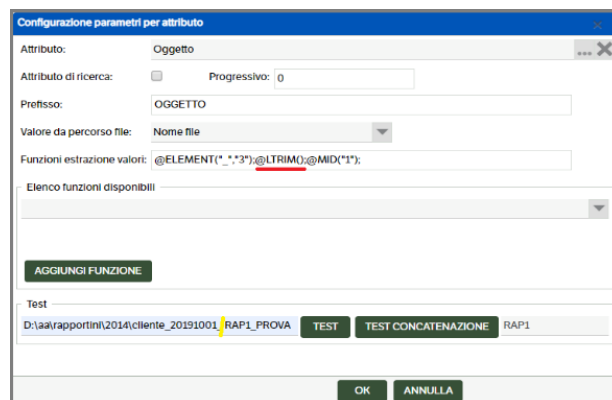 Configurazione parametri per attributo
Attributo: Oggetto ...
Attributo di ricerca: Progressivo: 0
Prefisso: OGGETTO
Valore da percorso file: Nome file
Funzioni estrazione valori: @ELEMENT("_","3");@LTRIM();@MID("1");
Elenco funzioni disponibili
AGGIUNGI FUNZIONE
Test
D:\aa\rapportini\2014\cliente_20191001_ RAP1_PROVA TEST TEST CONCATENAZIONE RAP1
OK ANNULLA